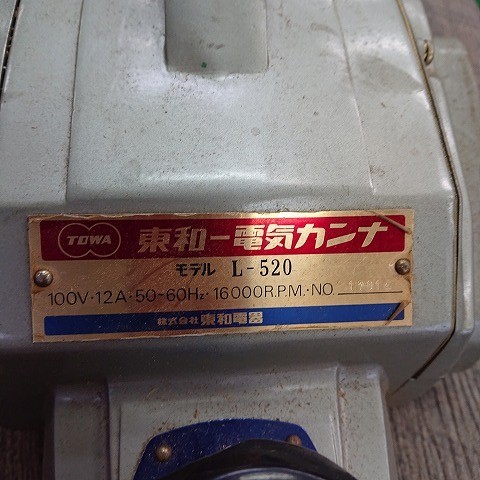 TOWA 東和一電気カンナ
モデル L-520
100V·12A·50~60Hz·16000R.P.M.·NO.
株式会社 東和電器